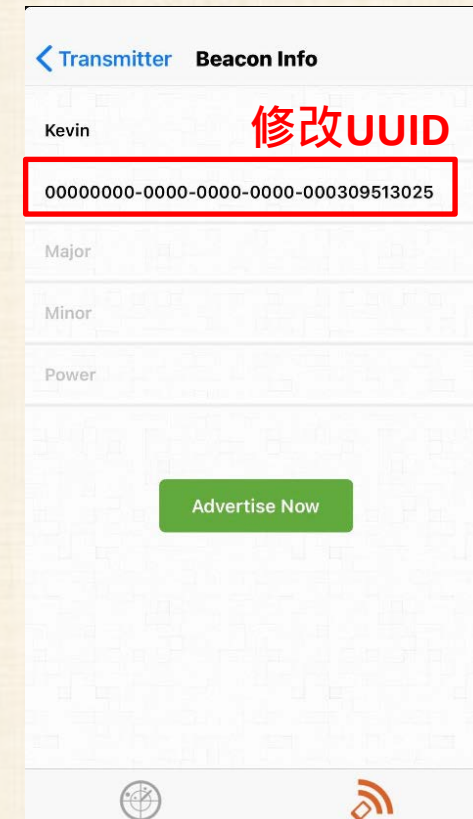 Transmitter Beacon Info
Kevin 修改UUID
00000000-0000-0000-0000-000309513025
Major
Minor
Power
Advertise Now